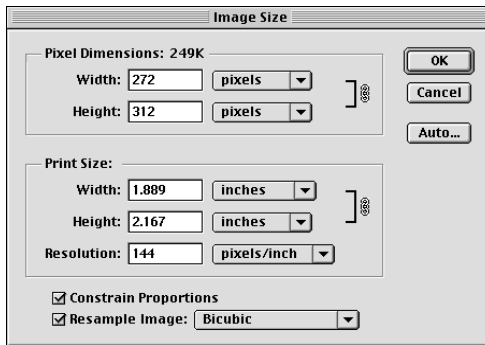 Image Size
Pixel Dimensions: 249K
Width: 272 pixels
Height: 312 pixels
OK
Cancel
Auto...
Print Size:
Width: 1.889 inches
Height: 2.167 inches
Resolution: 144 pixels/inch
Constrain Proportions
Resample Image: Bicubic